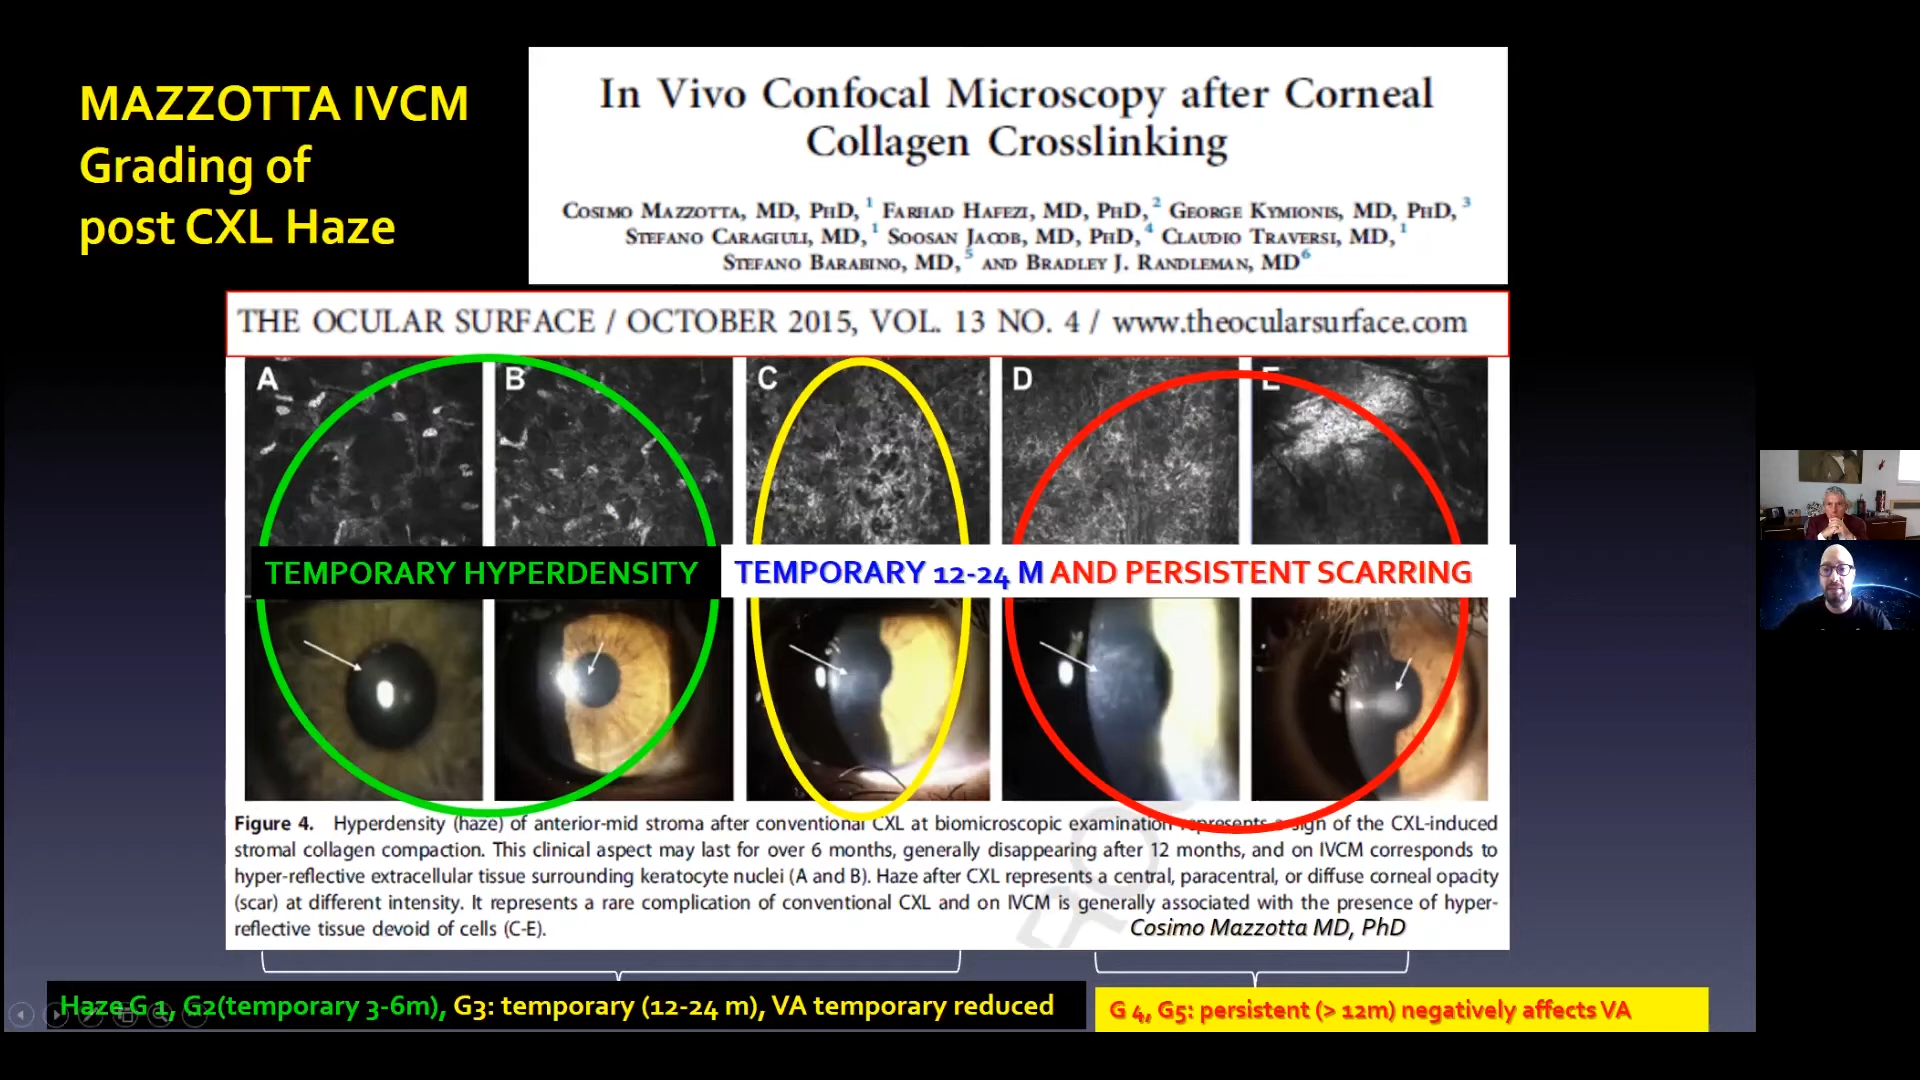 MAZZOTTA IVCM
Grading of
post CXL Haze
In Vivo Confocal Microscopy after Corneal
Collagen Crosslinking
COSIMO MAZZOTTA, MD, PHD, 1 FARHAD HAFEZI, MD, PHD, 2 GEORGE KYMIONIS, MD, PHD, 3
STEFANO CARAGIULI, MD, 1 SOOSAN JACOB, MD, PHD, 4 CLAUDIO TRAVERSI, MD, 1
STEFANO BARABINO, MD, 5 AND BRADLEY J. RANDLEMAN, MD6
THE OCULAR SURFACE / OCTOBER 2015, VOL. 13 NO. 4 / www.theocularsurface.com
A B C D E
TEMPORARY HYPERDENSITY
TEMPORARY 12-24 M AND PERSISTENT SCARRING
Figure 4. Hyperdensity (haze) of anterior-mid stroma after conventional CXL at biomicroscopic examination represents a sign of the CXL-induced
stromal collagen compaction. This clinical aspect may last for over 6 months, generally disappearing after 12 months, and on IVCM corresponds to
hyper-reflective extracellular tissue surrounding keratocyte nuclei (A and B). Haze after CXL represents a central, paracentral, or diffuse corneal opacity
(scar) at different intensity. It represents a rare complication of conventional CXL and on IVCM is generally associated with the presence of hyper-
reflective tissue devoid of cells (C-E).
Cosimo Mazzotta MD, PhD
Haze G 1, G2(temporary 3-6m), G3: temporary (12-24 m), VA temporary reduced
G 4, G5: persistent (> 12m) negatively affects VA